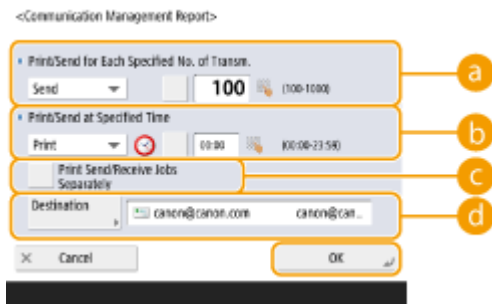 <Communication Management Report>
Print/Send for Each Specified No. of Transm.
Send 100 (100-1000)
a
Print/Send at Specified Time
Print 00:00 (00:00-23:59)
b
Print Send/Receive Jobs
Separately
c
Destination canon@canon.com canon@can...
d
Cancel OK